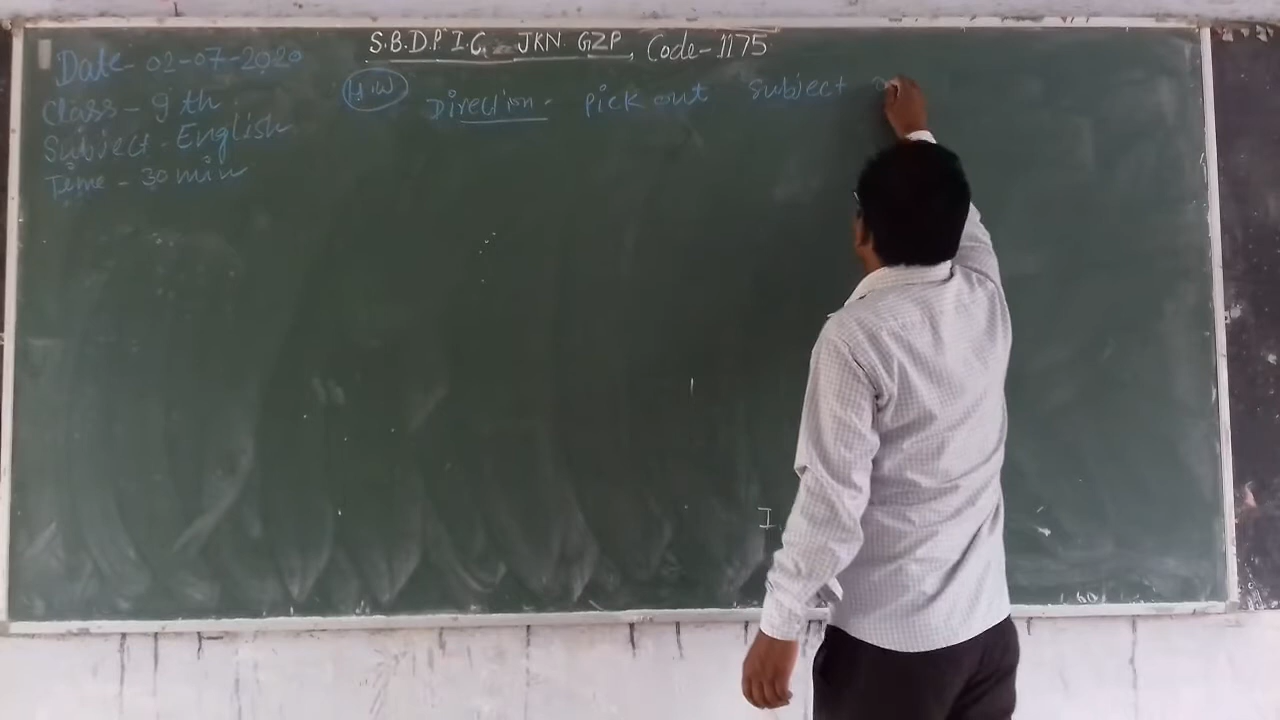 S.B.D.P. I.C. JKN. GZP, Code-1175
Date- 02-07-2020
Class - 9th
Subject- English
Time - 30 min
H.W
Direction- Pick out Subject
I